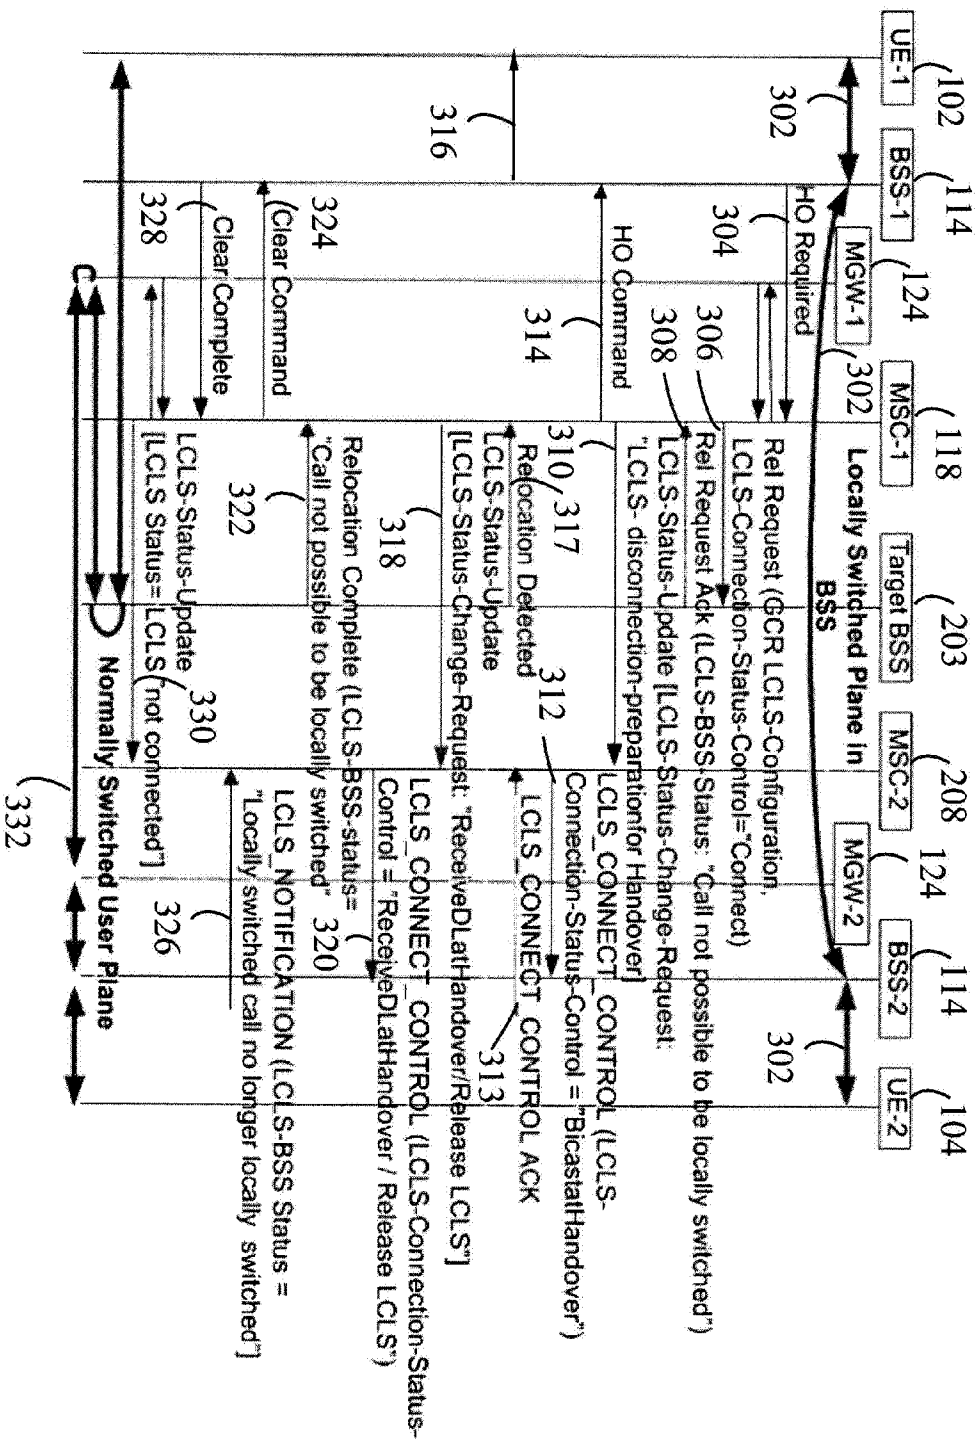 102
114
124
118
203
208
124
114
104
UE-1
BSS-1
MGW-1
MSC-1
Target BSS
MSC-2
MGW-2
BSS-2
UE-2
302
302
302
Locally Switched Plane in
BSS
HO Required
304
Rel Request (GCR LCLS-Configuration,
LCLS-Connection-Status-Control="Connect)
306
Rel Request Ack (LCLS-BSS-Status: "Call not possible to be locally switched")
308
LCLS-Status-Update [LCLS-Status-Change-Request:
"LCLS- disconnection-preparationfor Handover]
HO Command
310
LCLS_CONNECT_CONTROL (LCLS-
Connection-Status-Control = "BicastatHandover")
312
314
LCLS_CONNECT_CONTROL ACK
313
316
Relocation Detected
317
LCLS-Status-Update
[LCLS-Status-Change-Request: "ReceiveDLatHandover/Release LCLS"]
318
LCLS_CONNECT_CONTROL (LCLS-Connection-Status-
Control = "ReceiveDLatHandover / Release LCLS")
320
Relocation Complete (LCLS-BSS-status=
"Call not possible to be locally switched"
322
324
(Clear Command
LCLS_NOTIFICATION (LCLS-BSS Status =
"Locally switched call no longer locally switched"]
326
Clear Complete
328
LCLS-Status-Update
[LCLS Status= LCLS "not connected"]
330
C
Normally Switched User Plane
332